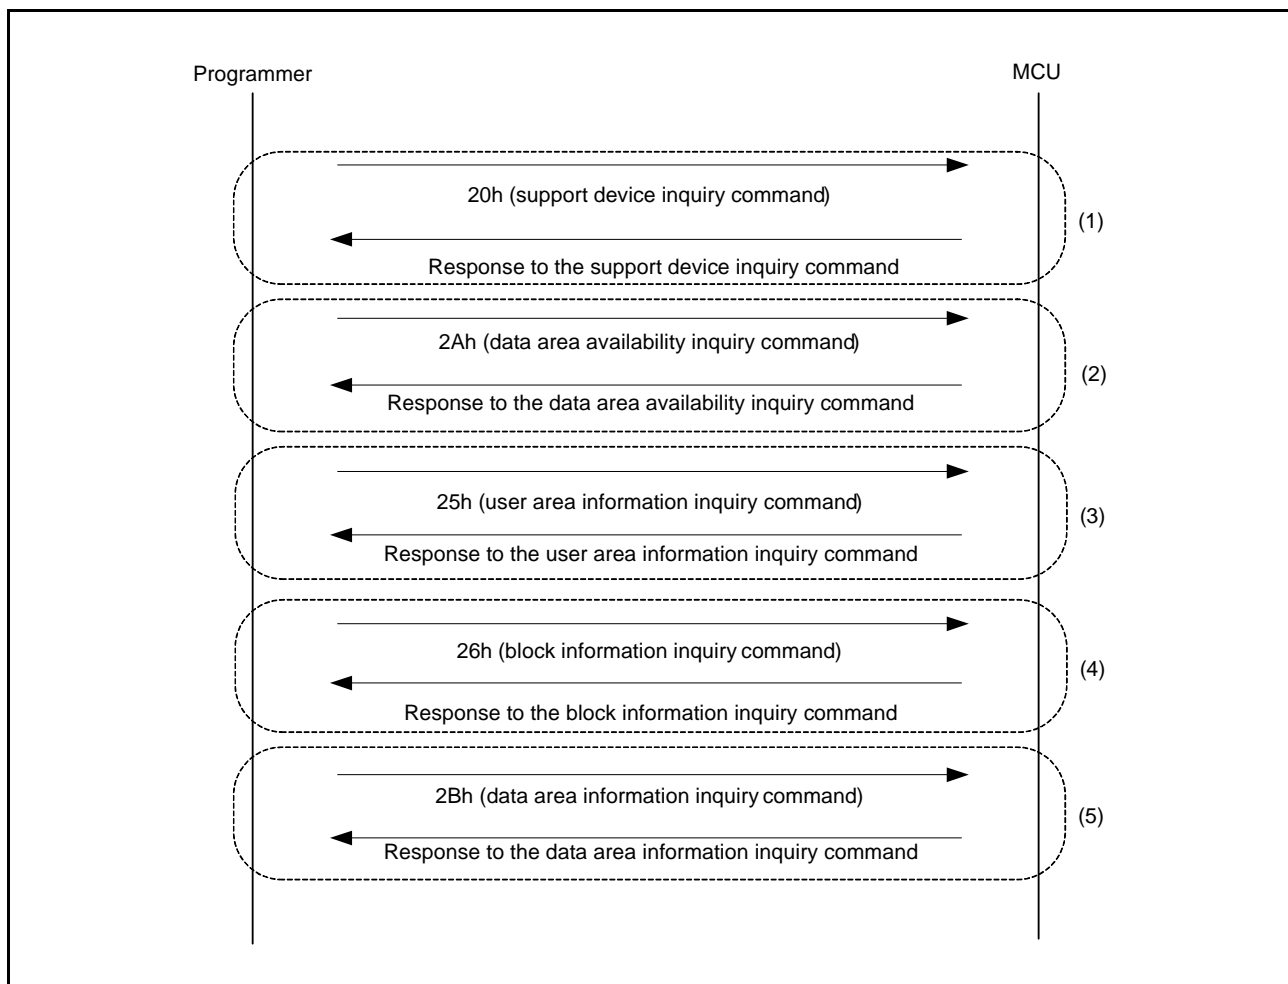 Programmer
MCU
20h (support device inquiry command)
Response to the support device inquiry command
(1)
2Ah (data area availability inquiry command)
Response to the data area availability inquiry command
(2)
25h (user area information inquiry command)
Response to the user area information inquiry command
(3)
26h (block information inquiry command)
Response to the block information inquiry command
(4)
2Bh (data area information inquiry command)
Response to the data area information inquiry command
(5)